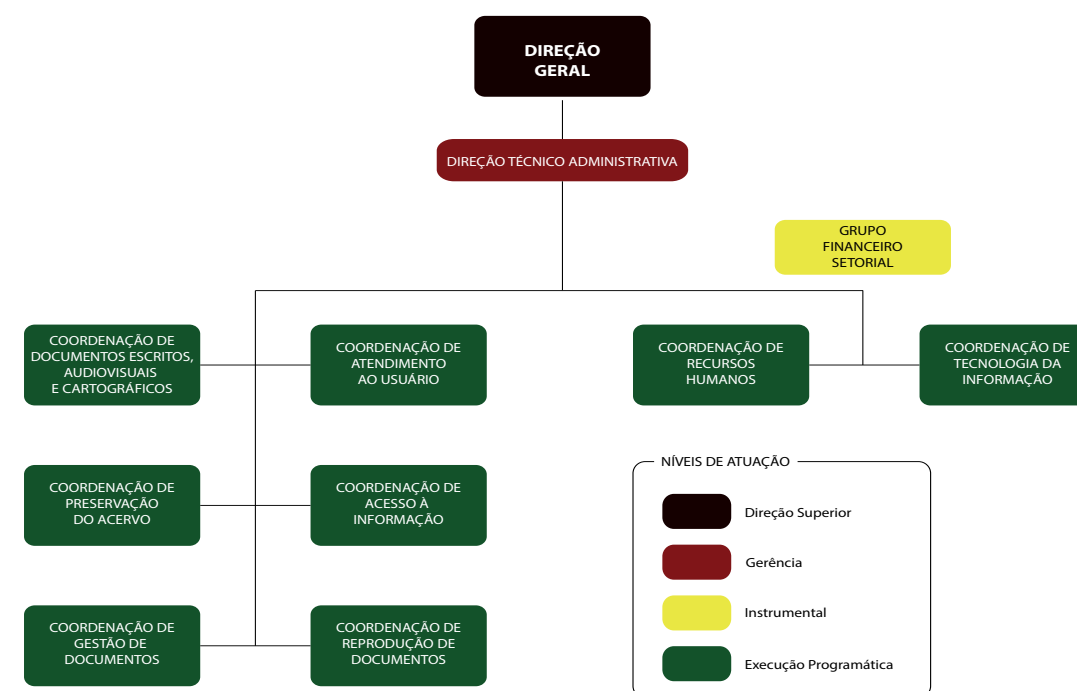 DIREÇÃO
GERAL
DIREÇÃO TÉCNICO ADMINISTRATIVA
GRUPO
FINANCEIRO
SETORIAL
COORDENAÇÃO DE
DOCUMENTOS ESCRITOS,
AUDIOVISUAIS
E CARTOGRÁFICOS
COORDENAÇÃO DE
ATENDIMENTO
AO USUÁRIO
COORDENAÇÃO DE
RECURSOS
HUMANOS
COORDENAÇÃO DE
TECNOLOGIA DA
INFORMAÇÃO
COORDENAÇÃO DE
PRESERVAÇÃO
DO ACERVO
COORDENAÇÃO DE
ACESSO À
INFORMAÇÃO
COORDENAÇÃO DE
GESTÃO DE
DOCUMENTOS
COORDENAÇÃO DE
REPRODUÇÃO DE
DOCUMENTOS
NÍVEIS DE ATUAÇÃO
Direção Superior
Gerência
Instrumental
Execução Programática